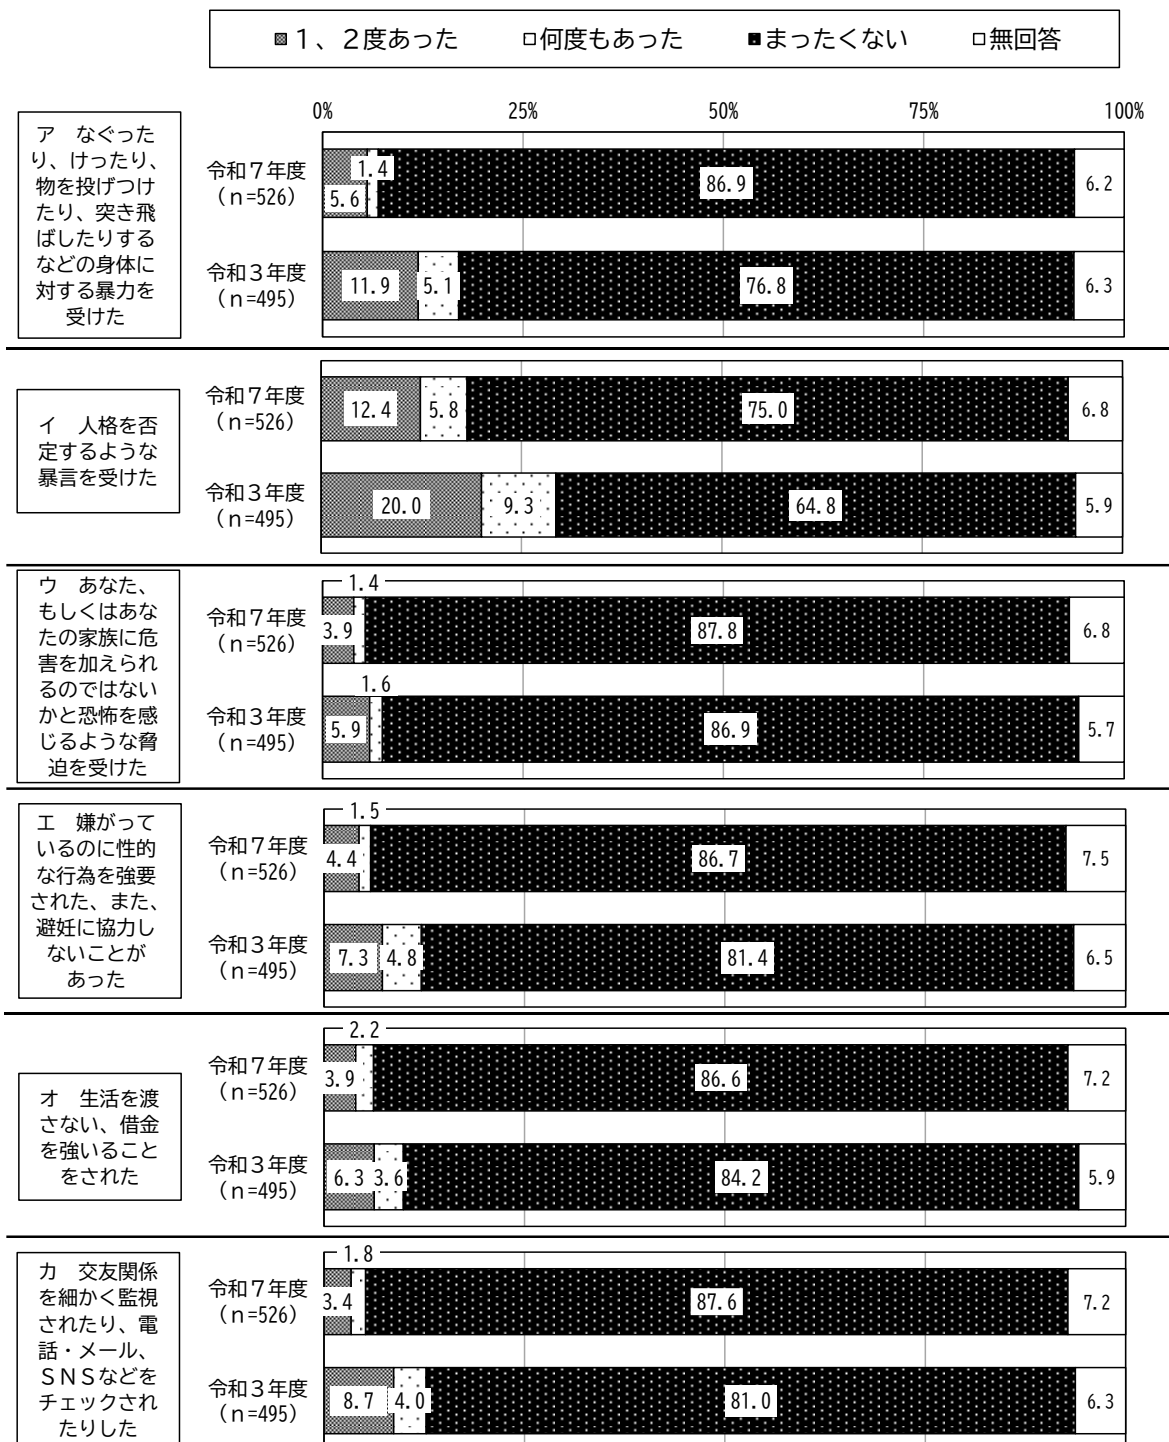 １、２度あった　何度もあった　まったくない　無回答
0%　25%　50%　75%　100%
ア　なぐった
り、けったり、
物を投げつけ
たり、突き飛
ばしたりする
などの身体に
対する暴力を
受けた
令和７年度
（n=526）
5.6　1.4　86.9　6.2
令和３年度
（n=495）
11.9　5.1　76.8　6.3
イ　人格を否
定するような
暴言を受けた
令和７年度
（n=526）
12.4　5.8　75.0　6.8
令和３年度
（n=495）
20.0　9.3　64.8　5.9
ウ　あなた、
もしくはあな
たの家族に危
害を加えられ
るのではない
かと恐怖を感
じるような脅
迫を受けた
令和７年度
（n=526）
3.9　1.4　87.8　6.8
令和３年度
（n=495）
5.9　1.6　86.9　5.7
エ　嫌がって
いるのに性的
な行為を強要
された、また、
避妊に協力し
ないことが
あった
令和７年度
（n=526）
4.4　1.5　86.7　7.5
令和３年度
（n=495）
7.3　4.8　81.4　6.5
オ　生活を渡
さない、借金
を強いること
をされた
令和７年度
（n=526）
3.9　2.2　86.6　7.2
令和３年度
（n=495）
6.3　3.6　84.2　5.9
カ　交友関係
を細かく監視
されたり、電
話・メール、
ＳＮＳなどを
チェックされ
たりした
令和７年度
（n=526）
3.4　1.8　87.6　7.2
令和３年度
（n=495）
8.7　4.0　81.0　6.3